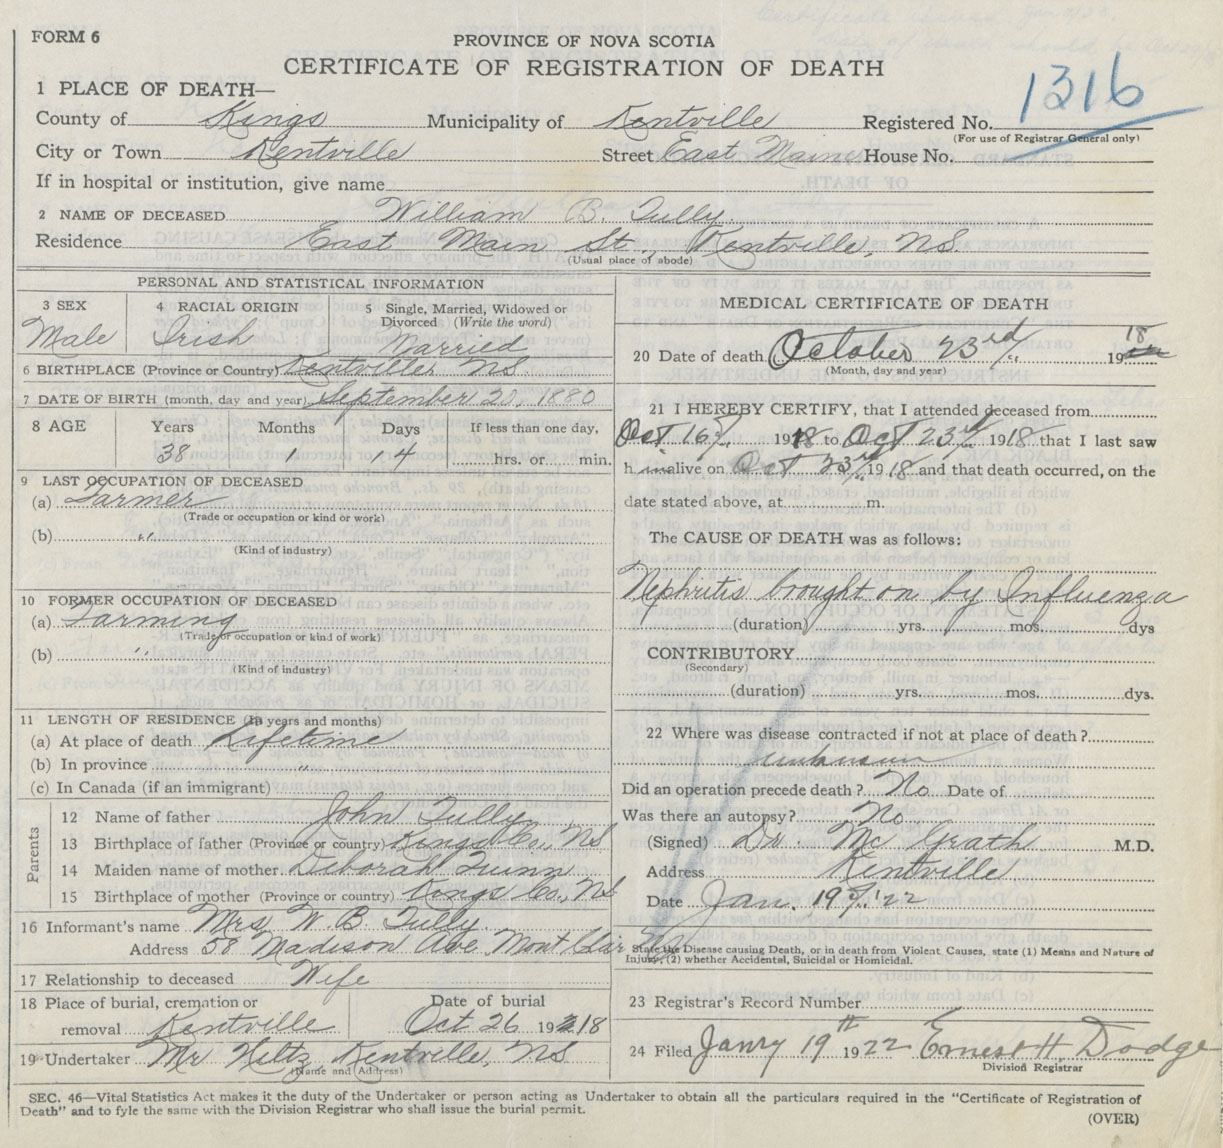 FORM 6
PROVINCE OF NOVA SCOTIA
CERTIFICATE OF REGISTRATION OF DEATH
1316
1 PLACE OF DEATH—
County of Kings Municipality of Kentville Registered No.
(For use of Registrar General only)
City or Town Kentville Street East Main House No.
If in hospital or institution, give name
2 NAME OF DECEASED William B. Tully
Residence East Main St, Kentville, NS
(Usual place of abode)
PERSONAL AND STATISTICAL INFORMATION
3 SEX 4 RACIAL ORIGIN 5 Single, Married, Widowed or Divorced (Write the word)
Male Irish Married
6 BIRTHPLACE (Province or Country) Kentville NS
7 DATE OF BIRTH (month, day and year) September 20, 1880
8 AGE Years Months Days If less than one day,
38 1 4 hrs. or min.
9 LAST OCCUPATION OF DECEASED
(a) Farmer
(Trade or occupation or kind or work)
(b) "
(Kind of industry)
10 FORMER OCCUPATION OF DECEASED
(a) Farming
(Trade or occupation or kind of work)
(b) "
(Kind of industry)
11 LENGTH OF RESIDENCE (In years and months)
(a) At place of death Lifetime
(b) In province "
(c) In Canada (if an immigrant)
Parents
12 Name of father John Tully
13 Birthplace of father (Province or country) Kings Co., NS
14 Maiden name of mother Deborah Quinn
15 Birthplace of mother (Province or country) Kings Co., NS
16 Informant's name Mrs W. B. Tully
Address 58 Madison Ave Mont Clair
17 Relationship to deceased Wife
18 Place of burial, cremation or removal Kentville Date of burial Oct 26 1918
19 Undertaker Mr Hiltz Kentville, NS
(Name and Address)
MEDICAL CERTIFICATE OF DEATH
20 Date of death October 23rd 1918
(Month, day and year)
21 I HEREBY CERTIFY, that I attended deceased from
Oct 16 1918 to Oct 23rd 1918 that I last saw
him alive on Oct 23rd 1918 and that death occurred, on the
date stated above, at m.
The CAUSE OF DEATH was as follows:
Nephritis brought on by Influenza
(duration) yrs. mos. dys
CONTRIBUTORY
(Secondary)
(duration) yrs. mos. dys.
22 Where was disease contracted if not at place of death?
unknown
Did an operation precede death? No Date of
Was there an autopsy? No
(Signed) Dr. McGrath M.D.
Address Kentville
Date Jan. 19 '22
State the Disease causing Death, or in death from Violent Causes, state (1) Means and Nature of
Injury, (2) whether Accidental, Suicidal or Homicidal.
23 Registrar's Record Number
24 Filed Janry 19th 1922 Ernest H. Dodge
Division Registrar
SEC. 46—Vital Statistics Act makes it the duty of the Undertaker or person acting as Undertaker to obtain all the particulars required in the "Certificate of Registration of
Death" and to fyle the same with the Division Registrar who shall issue the burial permit.
(OVER)